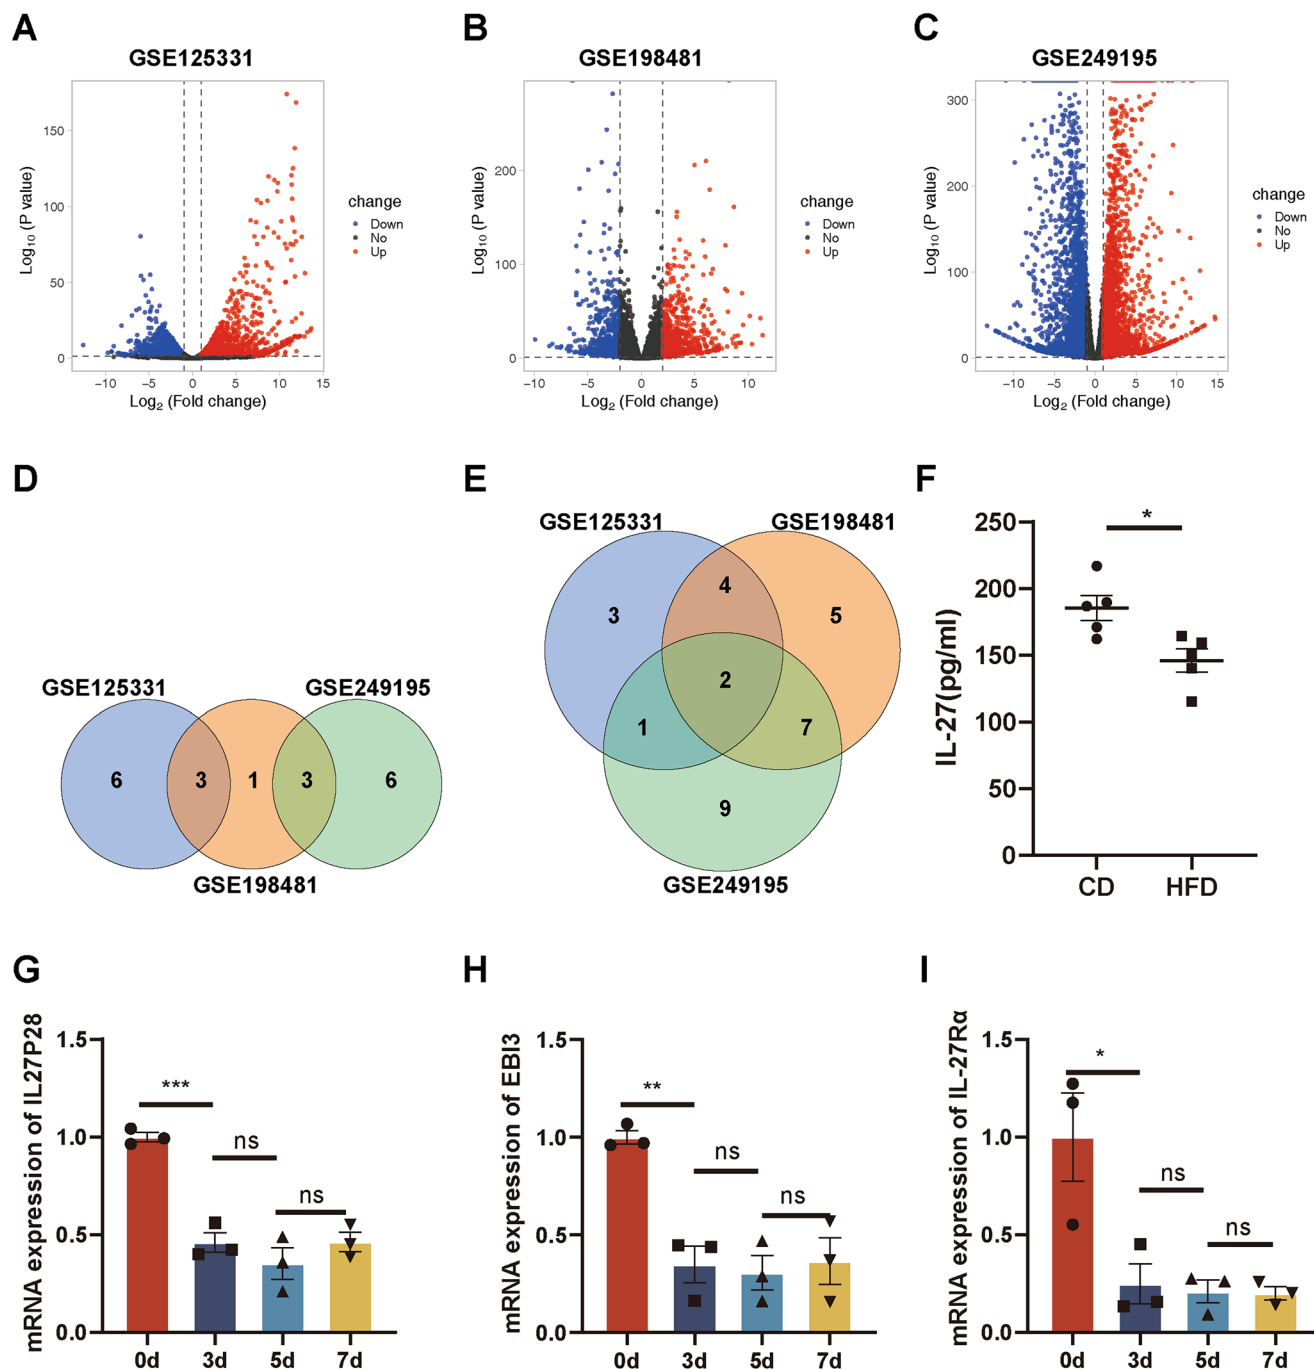 A
GSE125331
Log10 (P value)
150
100
50
0
−10
−5
0
5
10
15
Log2 (Fold change)
change
Down
No
Up
B
GSE198481
Log10 (P value)
200
100
0
−10
−5
0
5
10
Log2 (Fold change)
change
Down
No
Up
C
GSE249195
Log10 (P value)
300
200
100
0
−10
−5
0
5
10
15
Log2 (Fold change)
change
Down
No
Up
D
GSE125331
GSE249195
6
3
1
3
6
GSE198481
E
GSE125331
GSE198481
4
3
5
2
1
7
9
GSE249195
F
IL-27(pg/ml)
250
200
150
100
50
0
*
CD
HFD
G
mRNA expression of IL27P28
1.5
1.0
0.5
0.0
***
ns
ns
0d
3d
5d
7d
H
mRNA expression of EBI3
1.5
1.0
0.5
0.0
**
ns
ns
0d
3d
5d
7d
I
mRNA expression of IL-27Rα
1.5
1.0
0.5
0.0
*
ns
ns
0d
3d
5d
7d